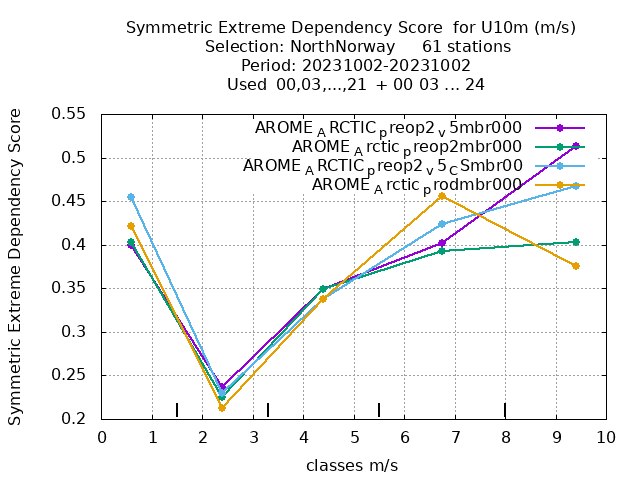 Symmetric Extreme Dependency Score for U10m (m/s)
Selection: NorthNorway 61 stations
Period: 20231002-20231002
Used 00,03,...,21 + 00 03 ... 24
Symmetric Extreme Dependency Score
0.55
0.5
0.45
0.4
0.35
0.3
0.25
0.2
AROME_ARCTIC_preop2_v5mbr000
AROME_Arctic_preop2mbr000
AROME_ARCTIC_preop2_v5_CSmbr00
AROME_Arctic_prodmbr000
0 1 2 3 4 5 6 7 8 9 10
classes m/s